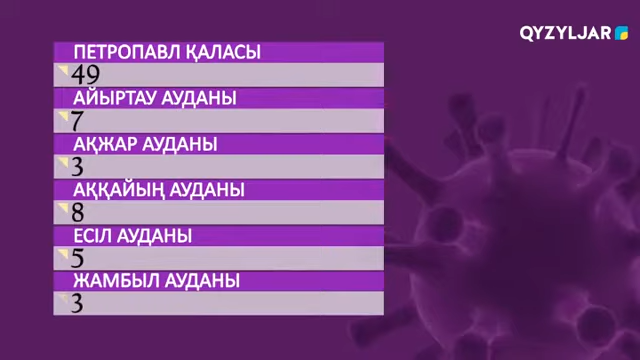 QYZYLJAR
ПЕТРОПАВЛ ҚАЛАСЫ
49
АЙЫРТАУ АУДАНЫ
7
АҚЖАР АУДАНЫ
3
АҚҚАЙЫҢ АУДАНЫ
8
ЕСІЛ АУДАНЫ
5
ЖАМБЫЛ АУДАНЫ
3